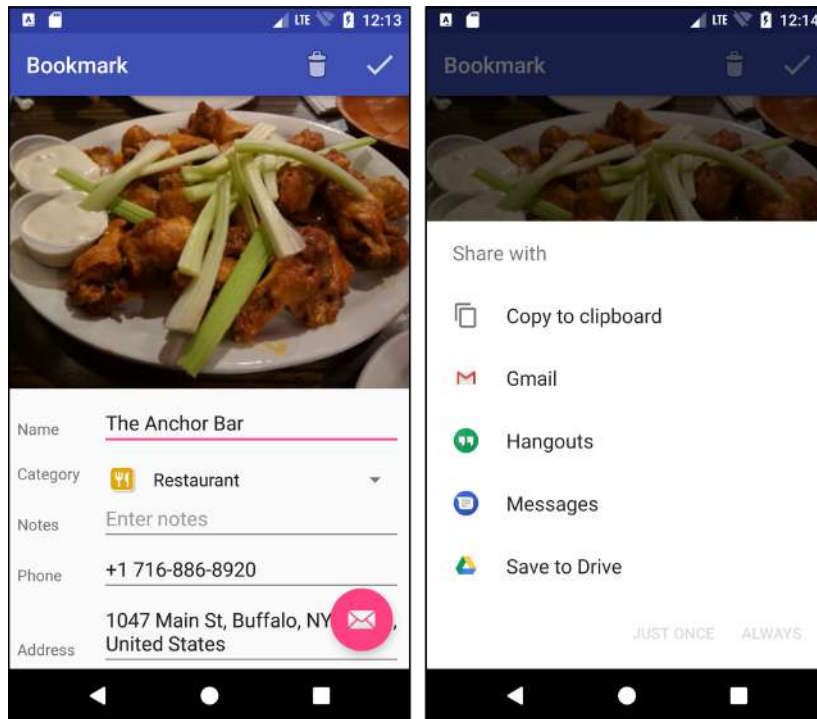 LTE 12:13
Bookmark
Name The Anchor Bar
Category Restaurant
Notes Enter notes
Phone +1 716-886-8920
1047 Main St, Buffalo, NY ,
Address United States
LTE 12:14
Bookmark
Share with
Copy to clipboard
Gmail
Hangouts
Messages
Save to Drive
JUST ONCE ALWAYS